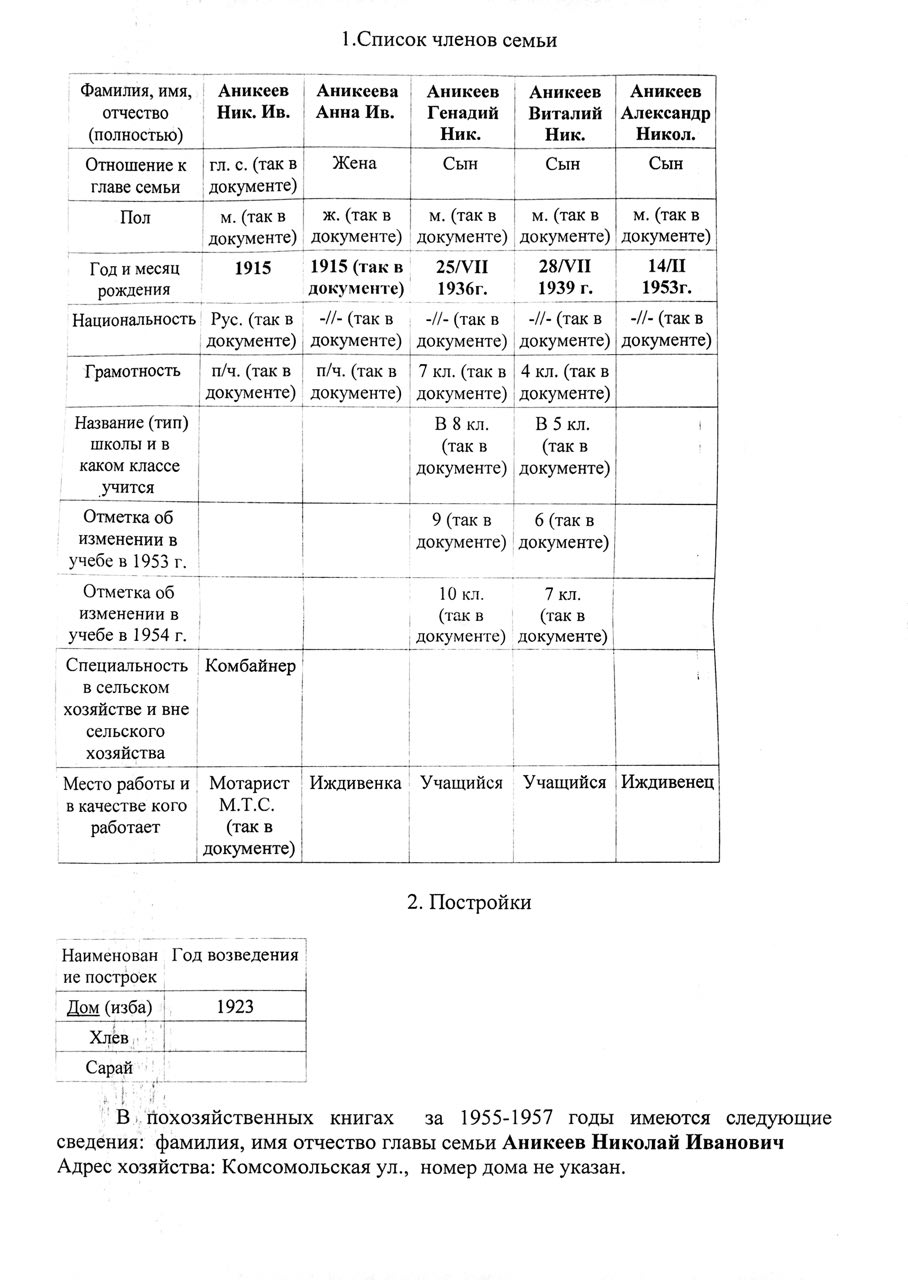 1.Список членов семьи
Фамилия, имя, отчество (полностью) Аникеев Ник. Ив. Аникеева Анна Ив. Аникеев Генадий Ник. Аникеев Виталий Ник. Аникеев Александр Никол.
Отношение к главе семьи гл. с. (так в документе) Жена Сын Сын Сын
Пол м. (так в документе) ж. (так в документе) м. (так в документе) м. (так в документе) м. (так в документе)
Год и месяц рождения 1915 1915 (так в документе) 25/VII 1936г. 28/VII 1939 г. 14/II 1953г.
Национальность Рус. (так в документе) -//- (так в документе) -//- (так в документе) -//- (так в документе) -//- (так в документе)
Грамотность п/ч. (так в документе) п/ч. (так в документе) 7 кл. (так в документе) 4 кл. (так в документе)
Название (тип) школы и в каком классе учится В 8 кл. (так в документе) В 5 кл. (так в документе)
Отметка об изменении в учебе в 1953 г. 9 (так в документе) 6 (так в документе)
Отметка об изменении в учебе в 1954 г. 10 кл. (так в документе) 7 кл. (так в документе)
Специальность в сельском хозяйстве и вне сельского хозяйства Комбайнер
Место работы и в качестве кого работает Мотарист М.Т.С. (так в документе) Иждивенка Учащийся Учащийся Иждивенец
2. Постройки
Наименован ие построек Год возведения
Дом (изба) 1923
Хлев
Сарай
В похозяйственных книгах за 1955-1957 годы имеются следующие
сведения: фамилия, имя отчество главы семьи Аникеев Николай Иванович
Адрес хозяйства: Комсомольская ул., номер дома не указан.